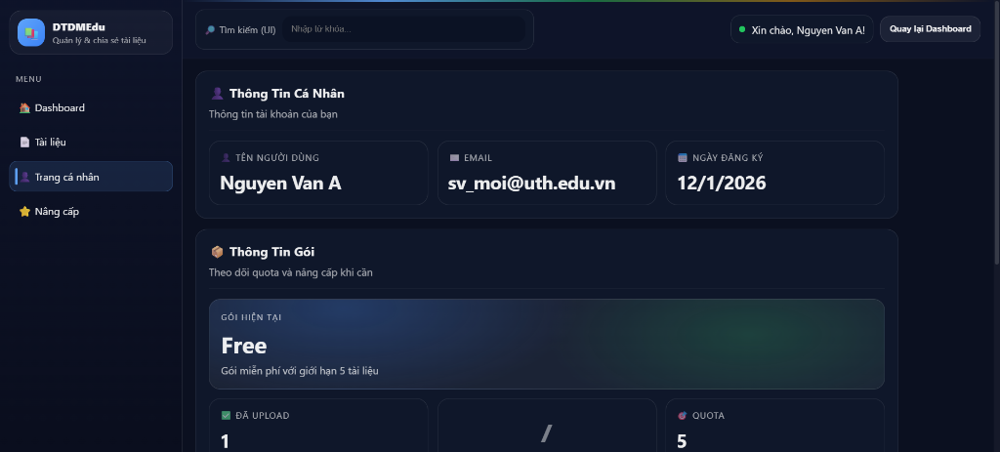 DTDMEdu
Quản lý & chia sẻ tài liệu
MENU
Dashboard
Tài liệu
Trang cá nhân
Nâng cấp
Tìm kiếm (UI)
Nhập từ khóa...
Xin chào, Nguyen Van A!
Quay lại Dashboard
Thông Tin Cá Nhân
Thông tin tài khoản của bạn
TÊN NGƯỜI DÙNG
Nguyen Van A
EMAIL
sv_moi@uth.edu.vn
NGÀY ĐĂNG KÝ
12/1/2026
Thông Tin Gói
Theo dõi quota và nâng cấp khi cần
GÓI HIỆN TẠI
Free
Gói miễn phí với giới hạn 5 tài liệu
ĐÃ UPLOAD
1
/
QUOTA
5